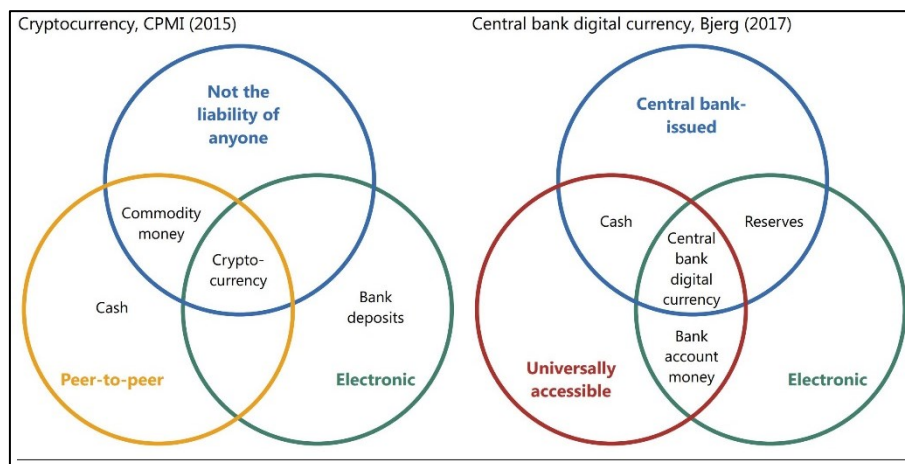 Cryptocurrency, CPMI (2015)
Not the
liability of
anyone
Commodity
money
Crypto-
currency
Cash
Bank
deposits
Peer-to-peer
Electronic
Central bank digital currency, Bjerg (2017)
Central bank-
issued
Cash
Reserves
Central
bank
digital
currency
Bank
account
money
Universally
accessible
Electronic